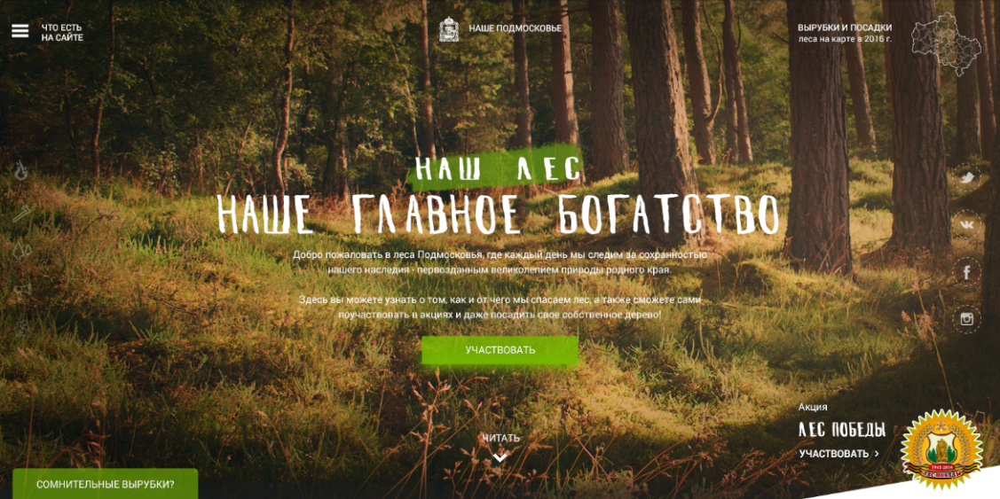 ЧТО ЕСТЬ
НА САЙТЕ
НАШЕ ПОДМОСКОВЬЕ
ВЫРУБКИ И ПОСАДКИ
леса на карте в 2016 г.
НАШ ЛЕС
НАШЕ ГЛАВНОЕ БОГАТСТВО
Добро пожаловать в леса Подмосковья, где каждый день мы следим за сохранностью
нашего наследия - первозданным великолепием природы родного края.
Здесь вы можете узнать о том, как и от чего мы спасаем лес, а также сможете сами
поучаствовать в акциях и даже посадить свое собственное дерево!
УЧАСТВОВАТЬ
ЧИТАТЬ
Акция
ЛЕС ПОБЕДЫ
УЧАСТВОВАТЬ >
ЛЕС ПОБЕДЫ
СОМНИТЕЛЬНЫЕ ВЫРУБКИ?